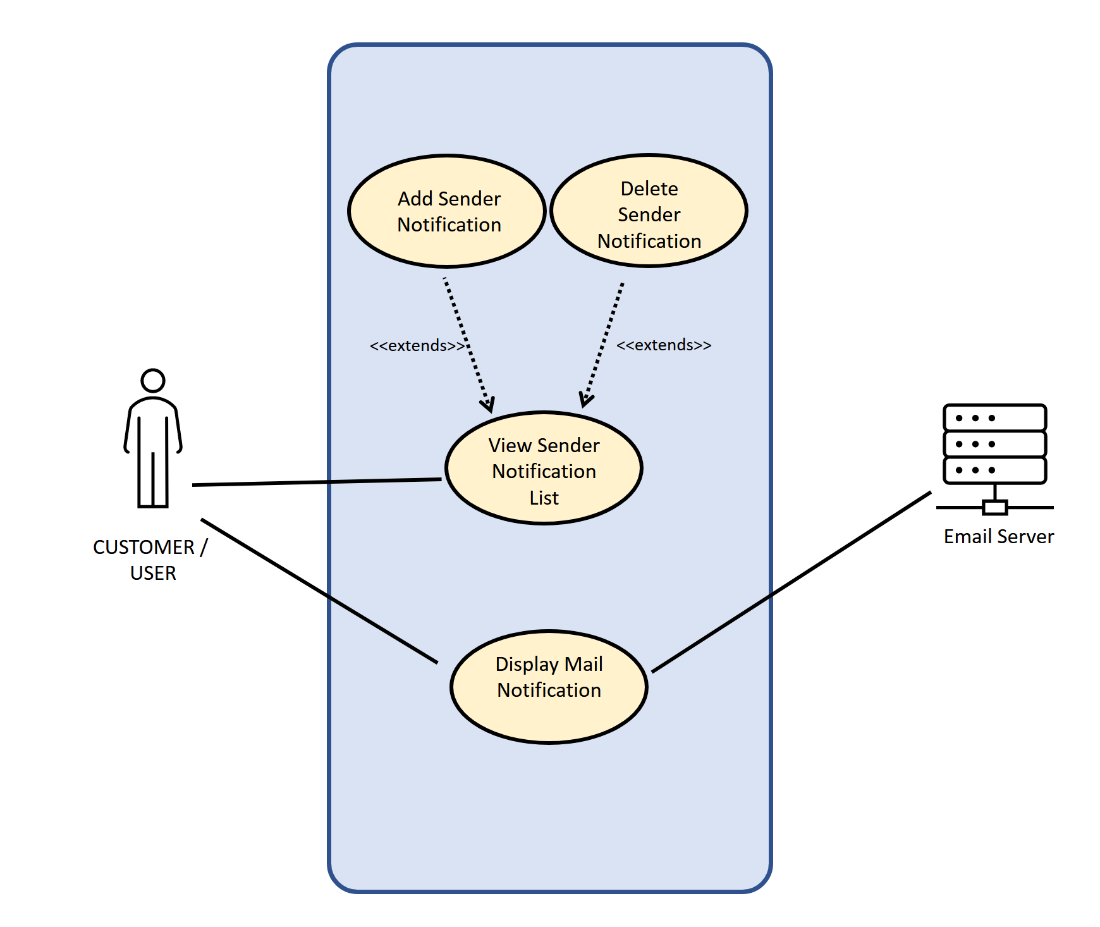 Add Sender
Notification
Delete
Sender
Notification
<<extends>>
<<extends>>
View Sender
Notification
List
CUSTOMER /
USER
Email Server
Display Mail
Notification